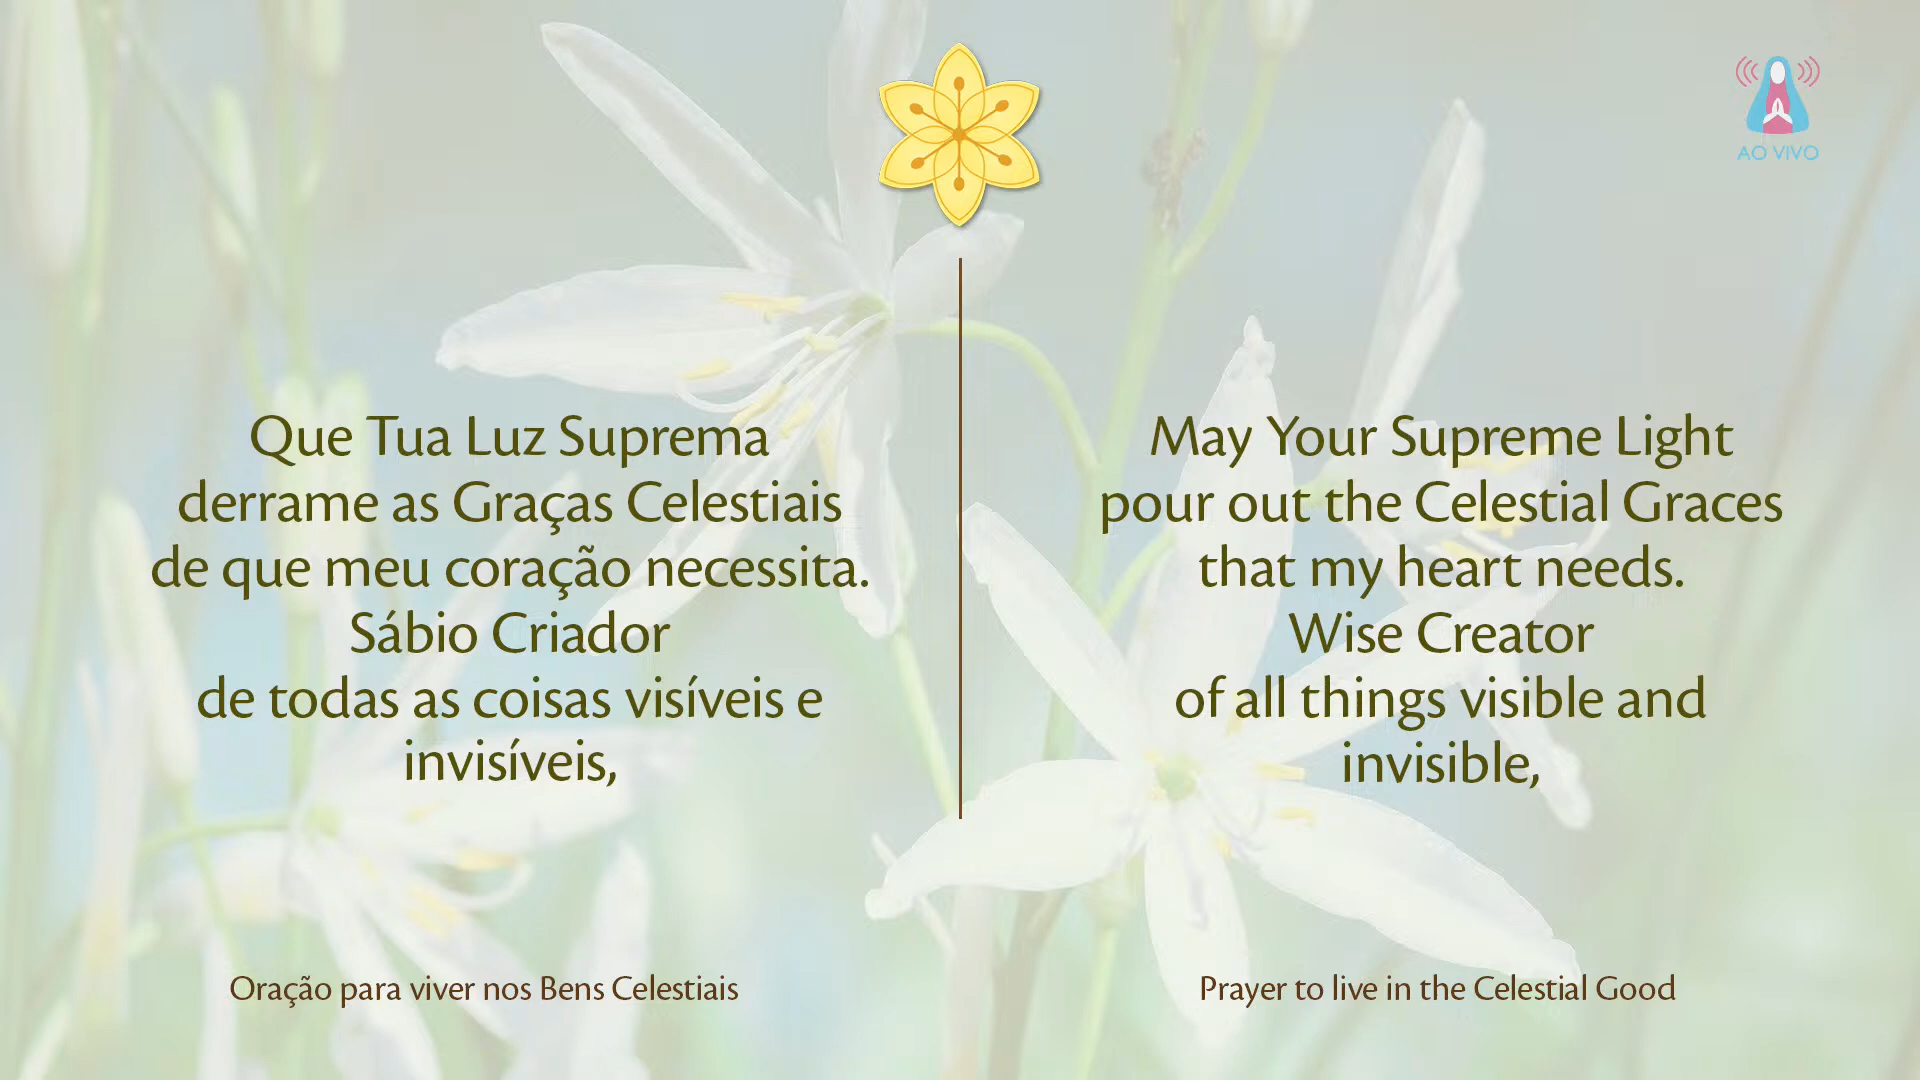 AO VIVO
Que Tua Luz Suprema
derrame as Graças Celestiais
de que meu coração necessita.
Sábio Criador
de todas as coisas visíveis e
invisíveis,
May Your Supreme Light
pour out the Celestial Graces
that my heart needs.
Wise Creator
of all things visible and
invisible,
Oração para viver nos Bens Celestiais
Prayer to live in the Celestial Good